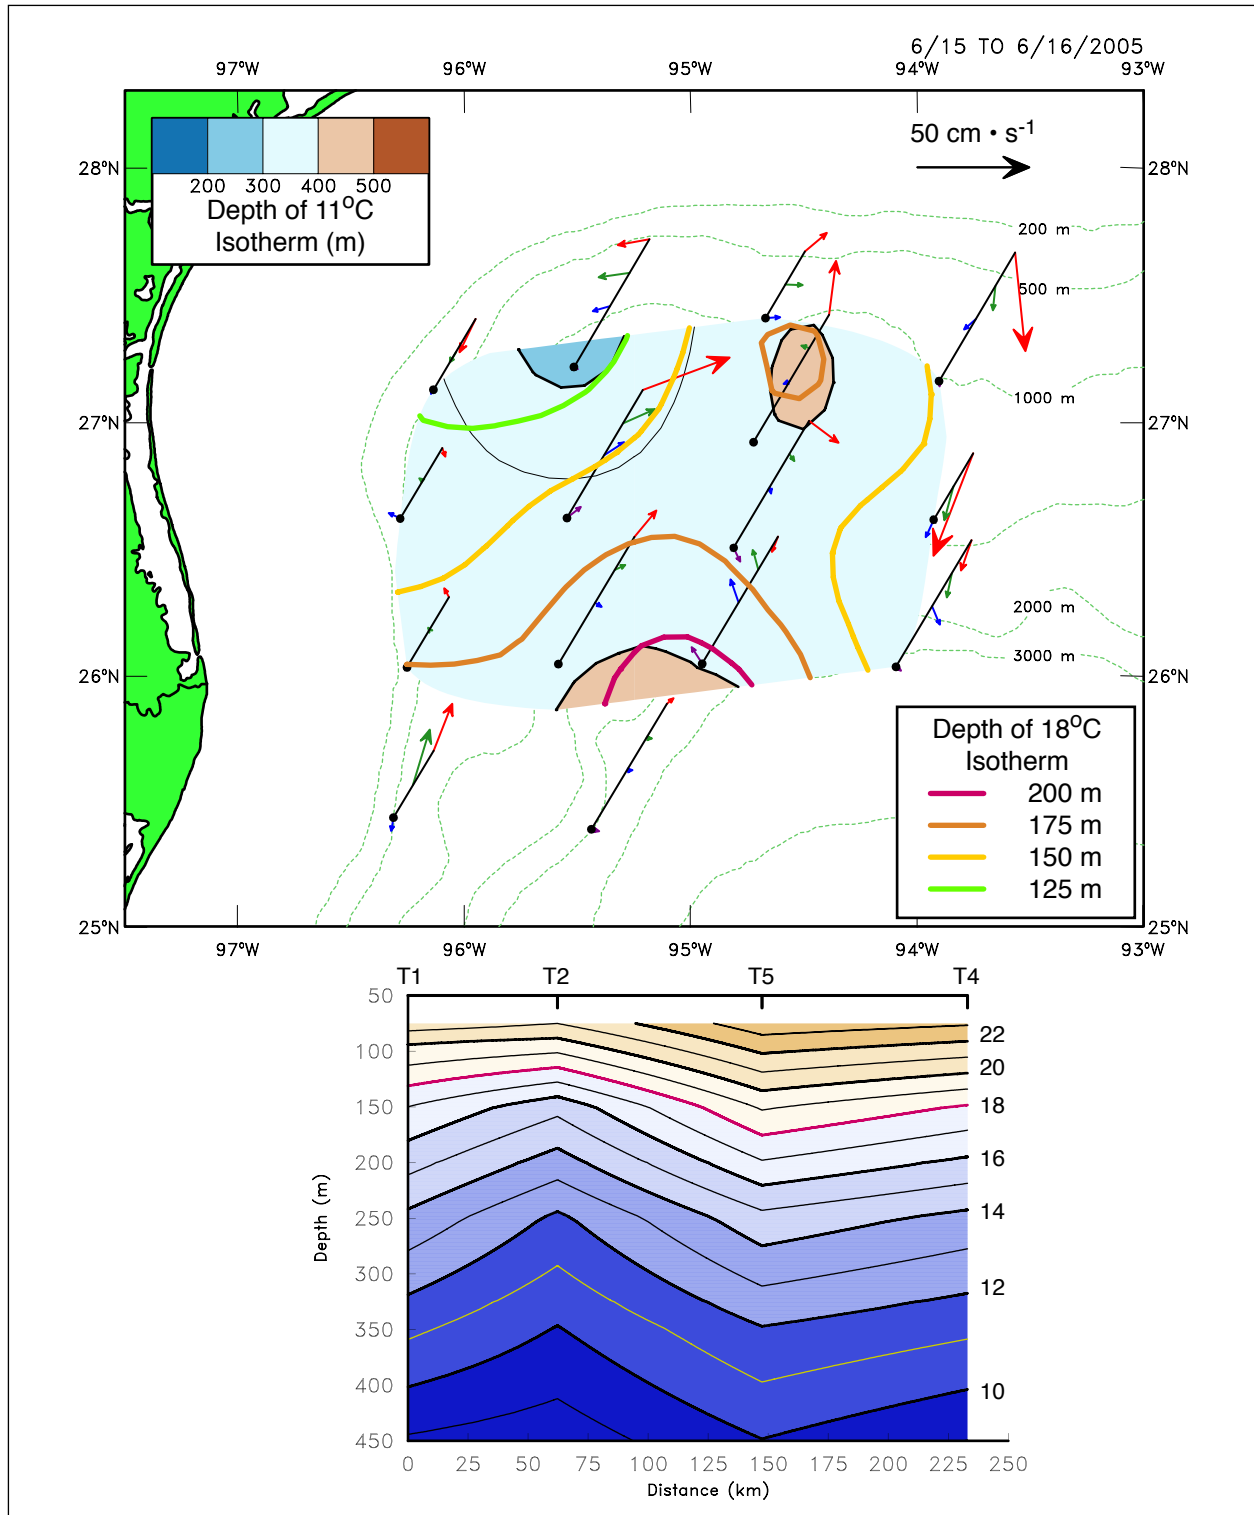 6/15 TO 6/16/2005
97°W 96°W 95°W 94°W 93°W
50 cm • s⁻¹
28°N 28°N
200 300 400 500
Depth of 11°C
Isotherm (m)
200 m
500 m
1000 m
27°N 27°N
2000 m
3000 m
26°N 26°N
Depth of 18°C
Isotherm
200 m
175 m
150 m
125 m
25°N 25°N
97°W 96°W 95°W 94°W 93°W
T1 T2 T5 T4
50
22
100
20
18
150
16
200
14
250
12
300
350
10
400
450
Depth (m)
0 25 50 75 100 125 150 175 200 225 250
Distance (km)